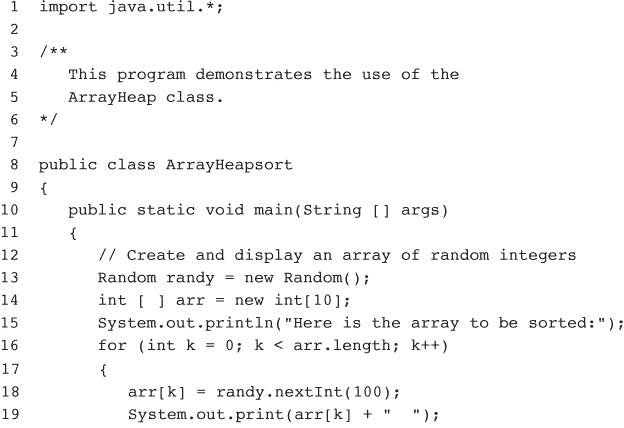 1 import java.util.*;
2
3 /**
4    This program demonstrates the use of the
5    ArrayHeap class.
6 */
7
8 public class ArrayHeapsort
9 {
10    public static void main(String [] args)
11    {
12       // Create and display an array of random integers
13       Random randy = new Random();
14       int [ ] arr = new int[10];
15       System.out.println("Here is the array to be sorted:");
16       for (int k = 0; k < arr.length; k++)
17       {
18          arr[k] = randy.nextInt(100);
19          System.out.print(arr[k] + "  ");